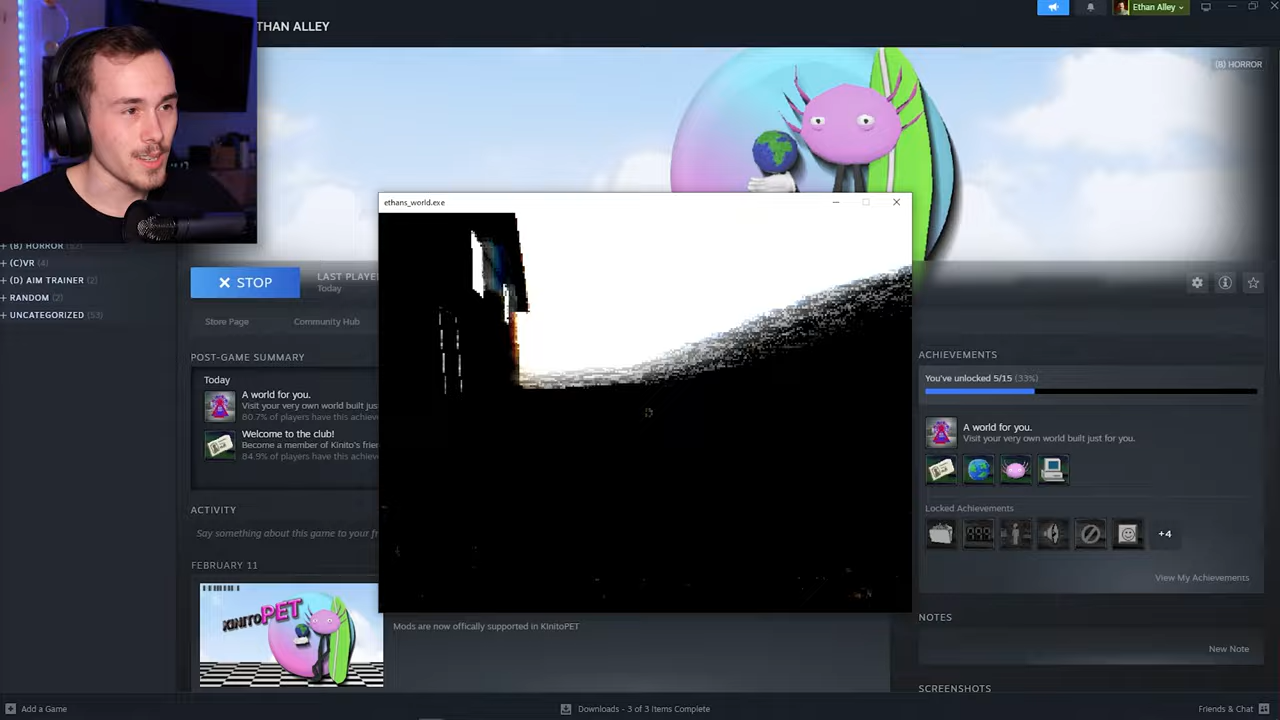 THAN ALLEY
Ethan Alley
(B) HORROR
ethans_world.exe
+ (B) HORROR
+ (C)VR (4)
+ (D) AIM TRAINER (2)
+ RANDOM (2)
+ UNCATEGORIZED (53)
STOP
LAST PLAYE
Today
Store Page
Community Hub
POST-GAME SUMMARY
Today
A world for you.
Visit your very own world built jus
80.7% of players have this achiev
Welcome to the club!
Become a member of Kinito's frie
84.9% of players have this achiev
ACTIVITY
Say something about this game to your f
FEBRUARY 11
KINITOPET
Mods are now offically supported in KinitoPET
ACHIEVEMENTS
You've unlocked 5/15 (33%)
A world for you.
Visit your very own world built just for you.
Locked Achievements
999
+4
View My Achievements
NOTES
New Note
SCREENSHOTS
Add a Game
Downloads - 3 of 3 Items Complete
Friends & Chat